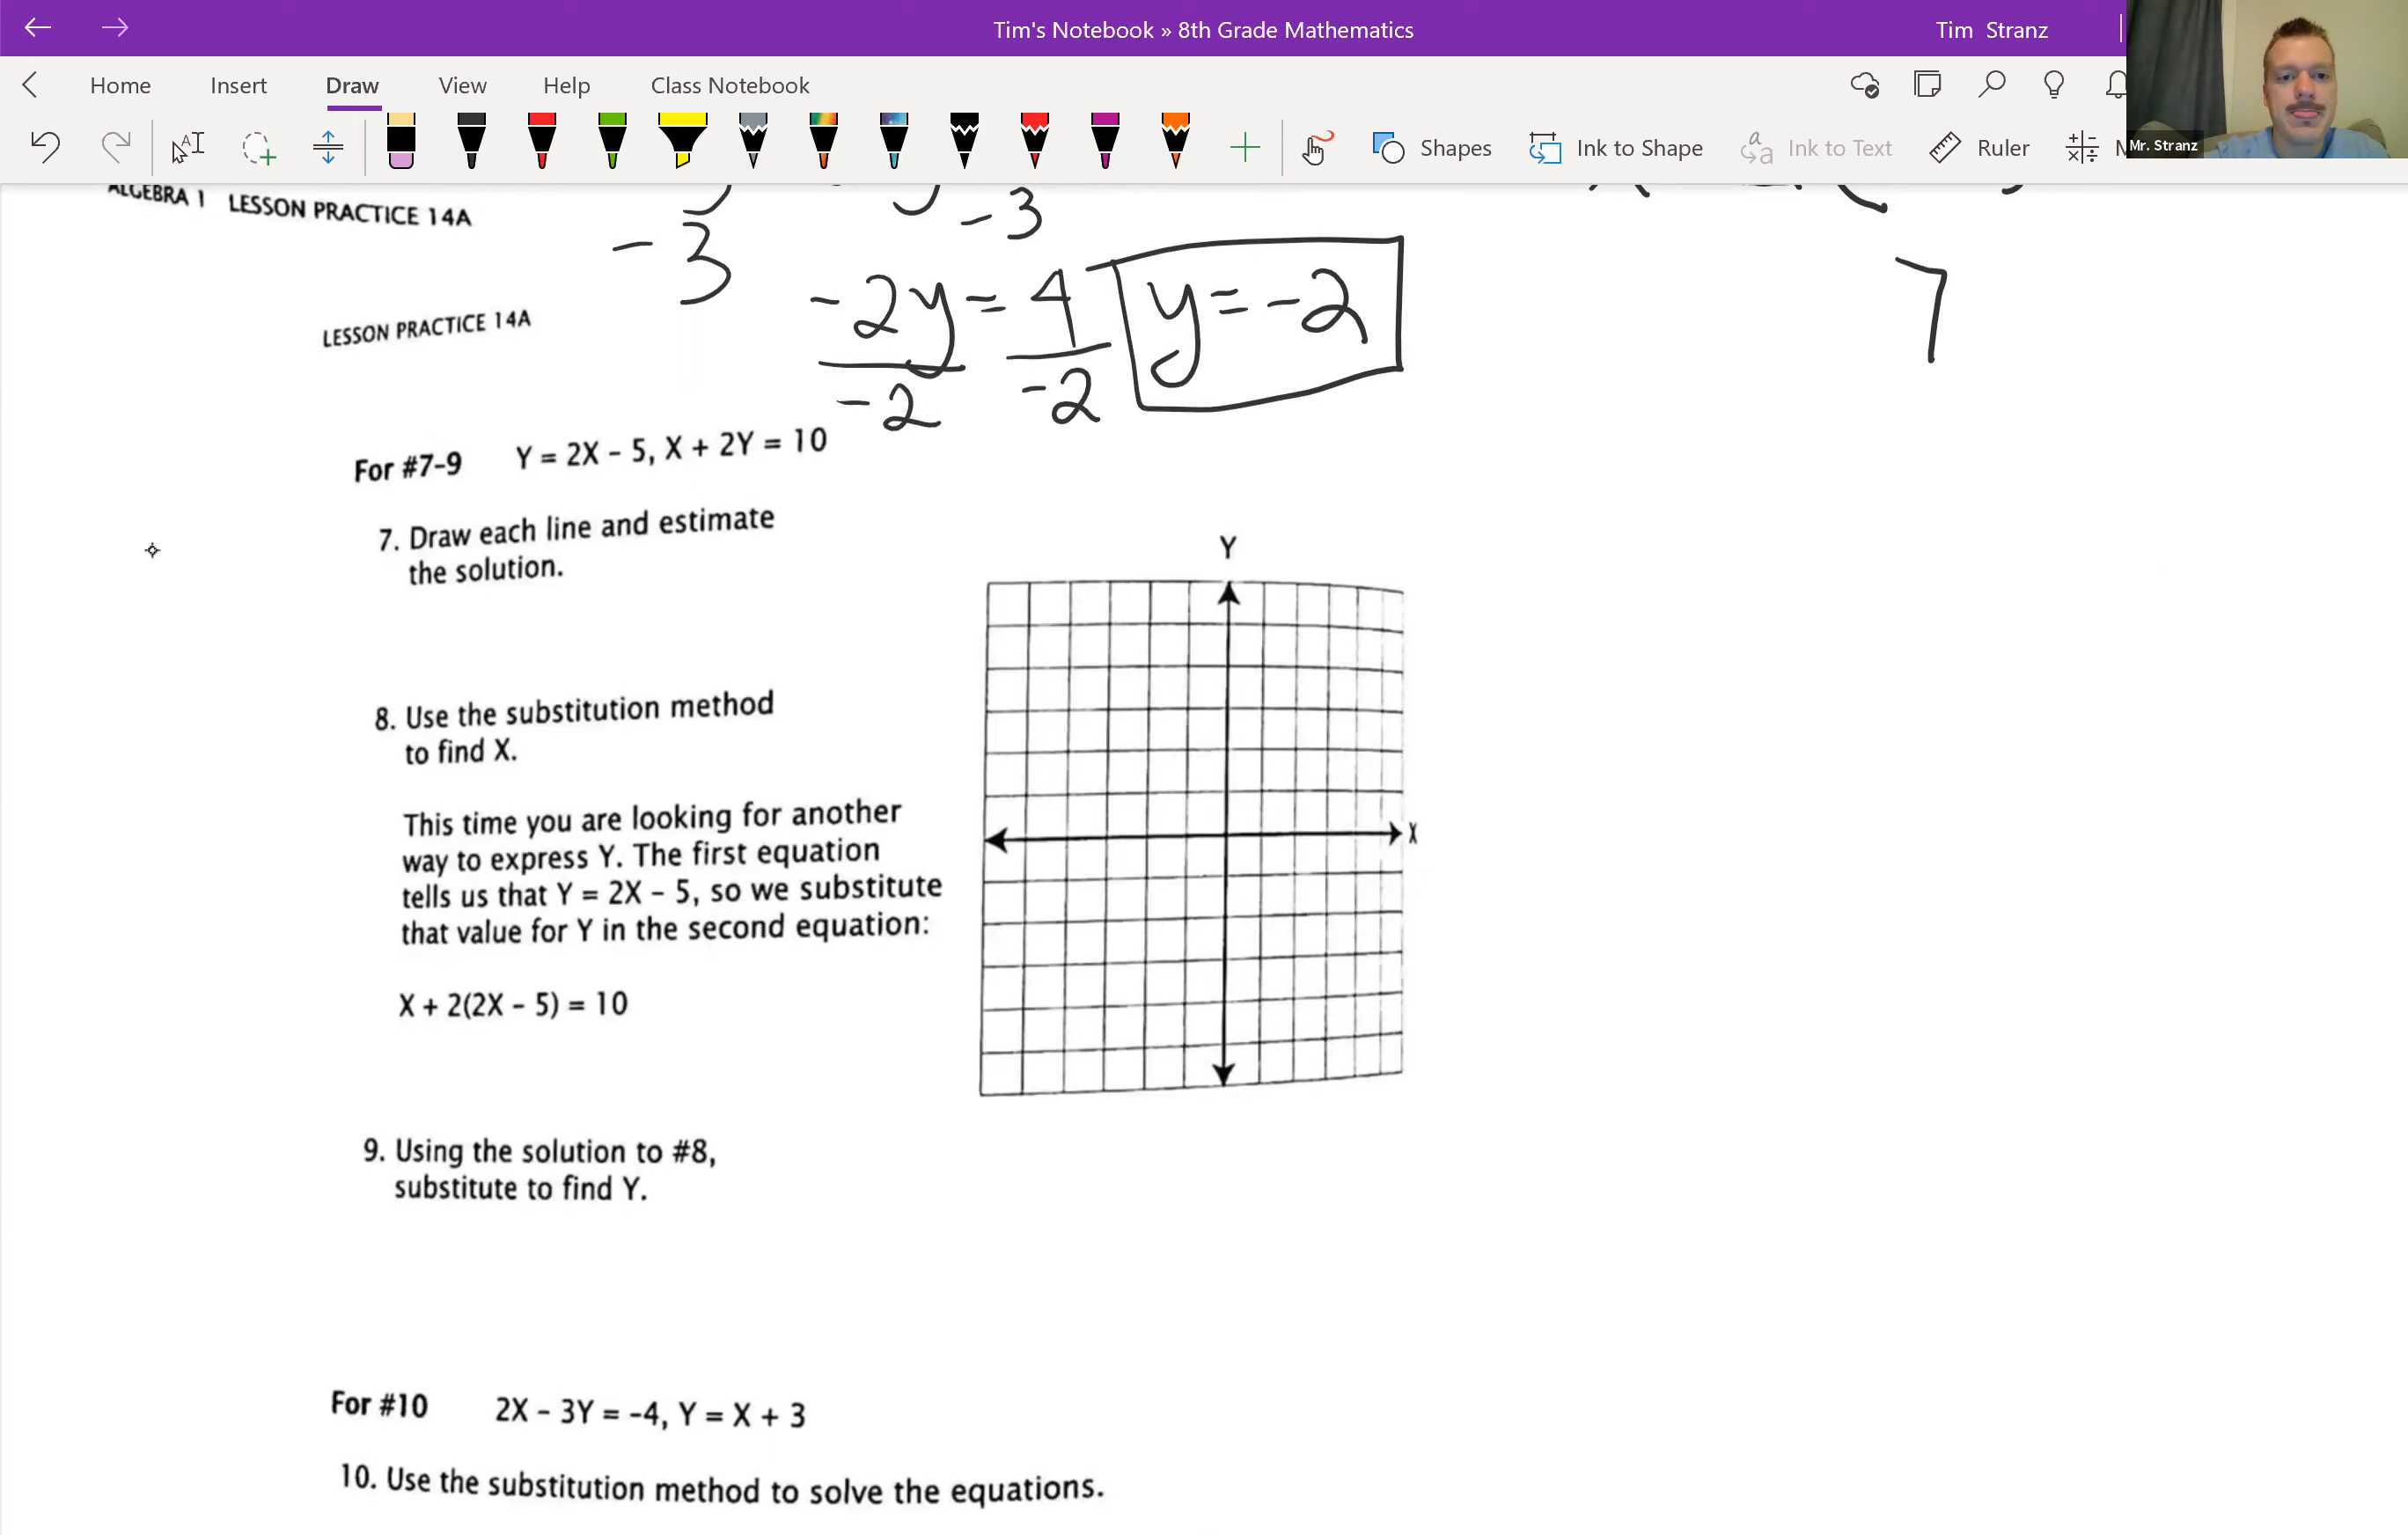 Tim's Notebook » 8th Grade Mathematics
Tim Stranz
Home Insert Draw View Help Class Notebook
Shapes Ink to Shape Ink to Text Ruler
Mr. Stranz
ALGEBRA 1 LESSON PRACTICE 14A
-3
-3
-2y = 4
-2 -2
y = -2
7
LESSON PRACTICE 14A
For #7-9 Y = 2X - 5, X + 2Y = 10
7. Draw each line and estimate
the solution.
Y
X
8. Use the substitution method
to find X.
This time you are looking for another
way to express Y. The first equation
tells us that Y = 2X - 5, so we substitute
that value for Y in the second equation:
X + 2(2X - 5) = 10
9. Using the solution to #8,
substitute to find Y.
For #10 2X - 3Y = -4, Y = X + 3
10. Use the substitution method to solve the equations.